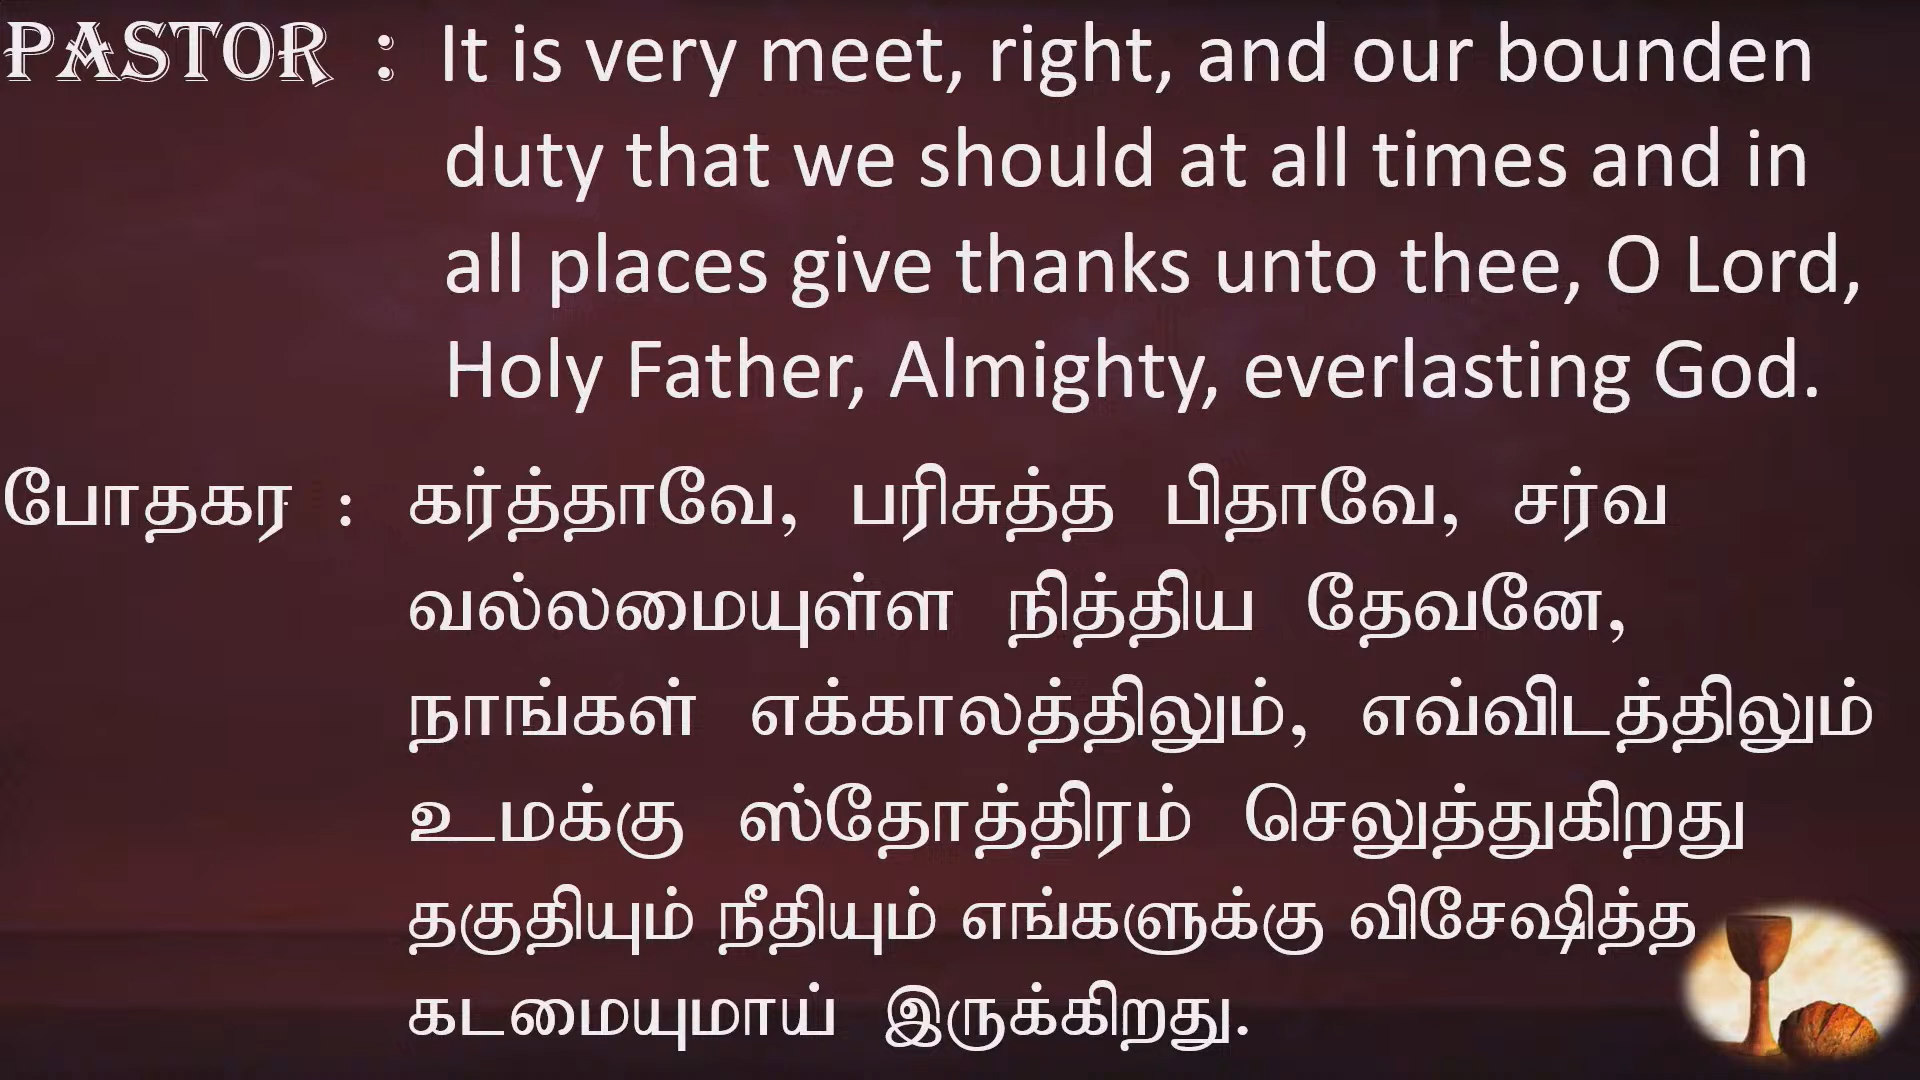 PASTOR : It is very meet, right, and our bounden
duty that we should at all times and in
all places give thanks unto thee, O Lord,
Holy Father, Almighty, everlasting God.
போதகர : கர்த்தாவே, பரிசுத்த பிதாவே, சர்வ
வல்லமையுள்ள நித்திய தேவனே,
நாங்கள் எக்காலத்திலும், எவ்விடத்திலும்
உமக்கு ஸ்தோத்திரம் செலுத்துகிறது
தகுதியும் நீதியும் எங்களுக்கு விசேஷித்த
கடமையுமாய் இருக்கிறது.